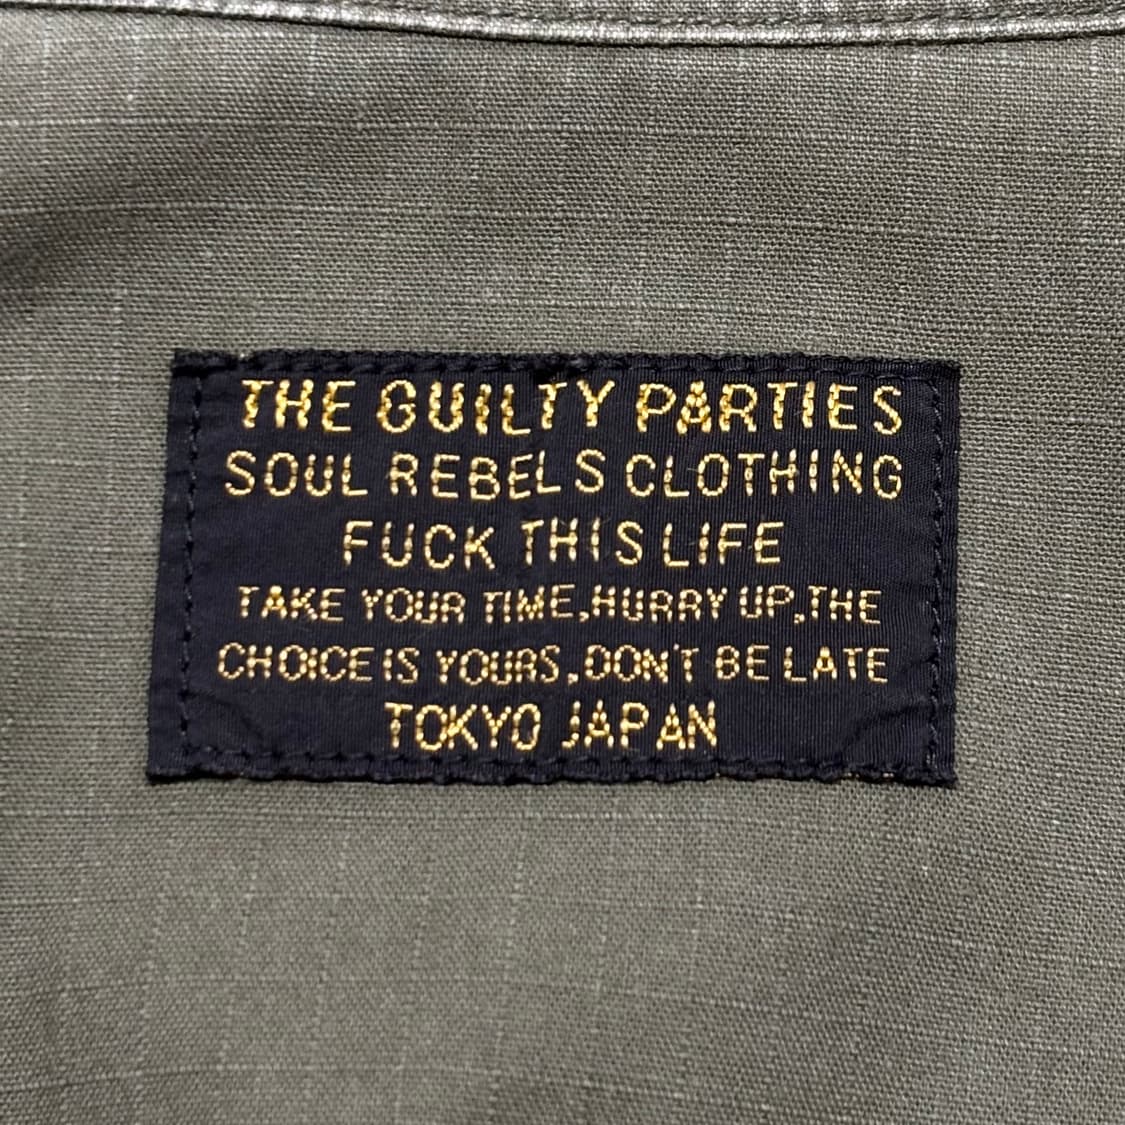 THE GUILTY PARTIES
SOUL REBELS CLOTHING
FUCK THIS LIFE
TAKE YOUR TIME,HURRY UP,THE
CHOICE IS YOURS,DON'T BE LATE
TOKYO JAPAN